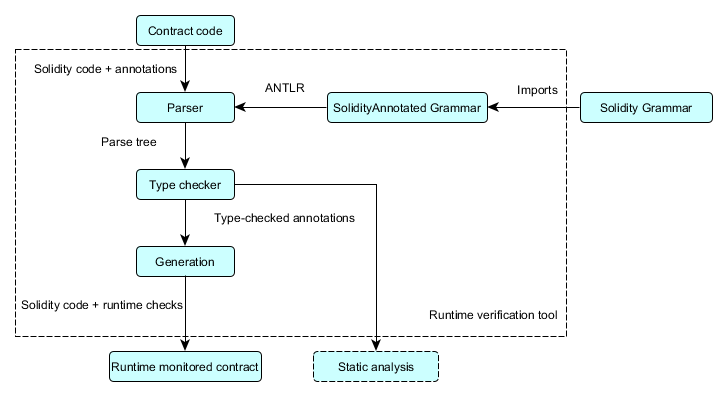 Contract code
Solidity code + annotations
ANTLR
Imports
Parser
SolidityAnnotated Grammar
Solidity Grammar
Parse tree
Type checker
Type-checked annotations
Generation
Solidity code + runtime checks
Runtime verification tool
Runtime monitored contract
Static analysis